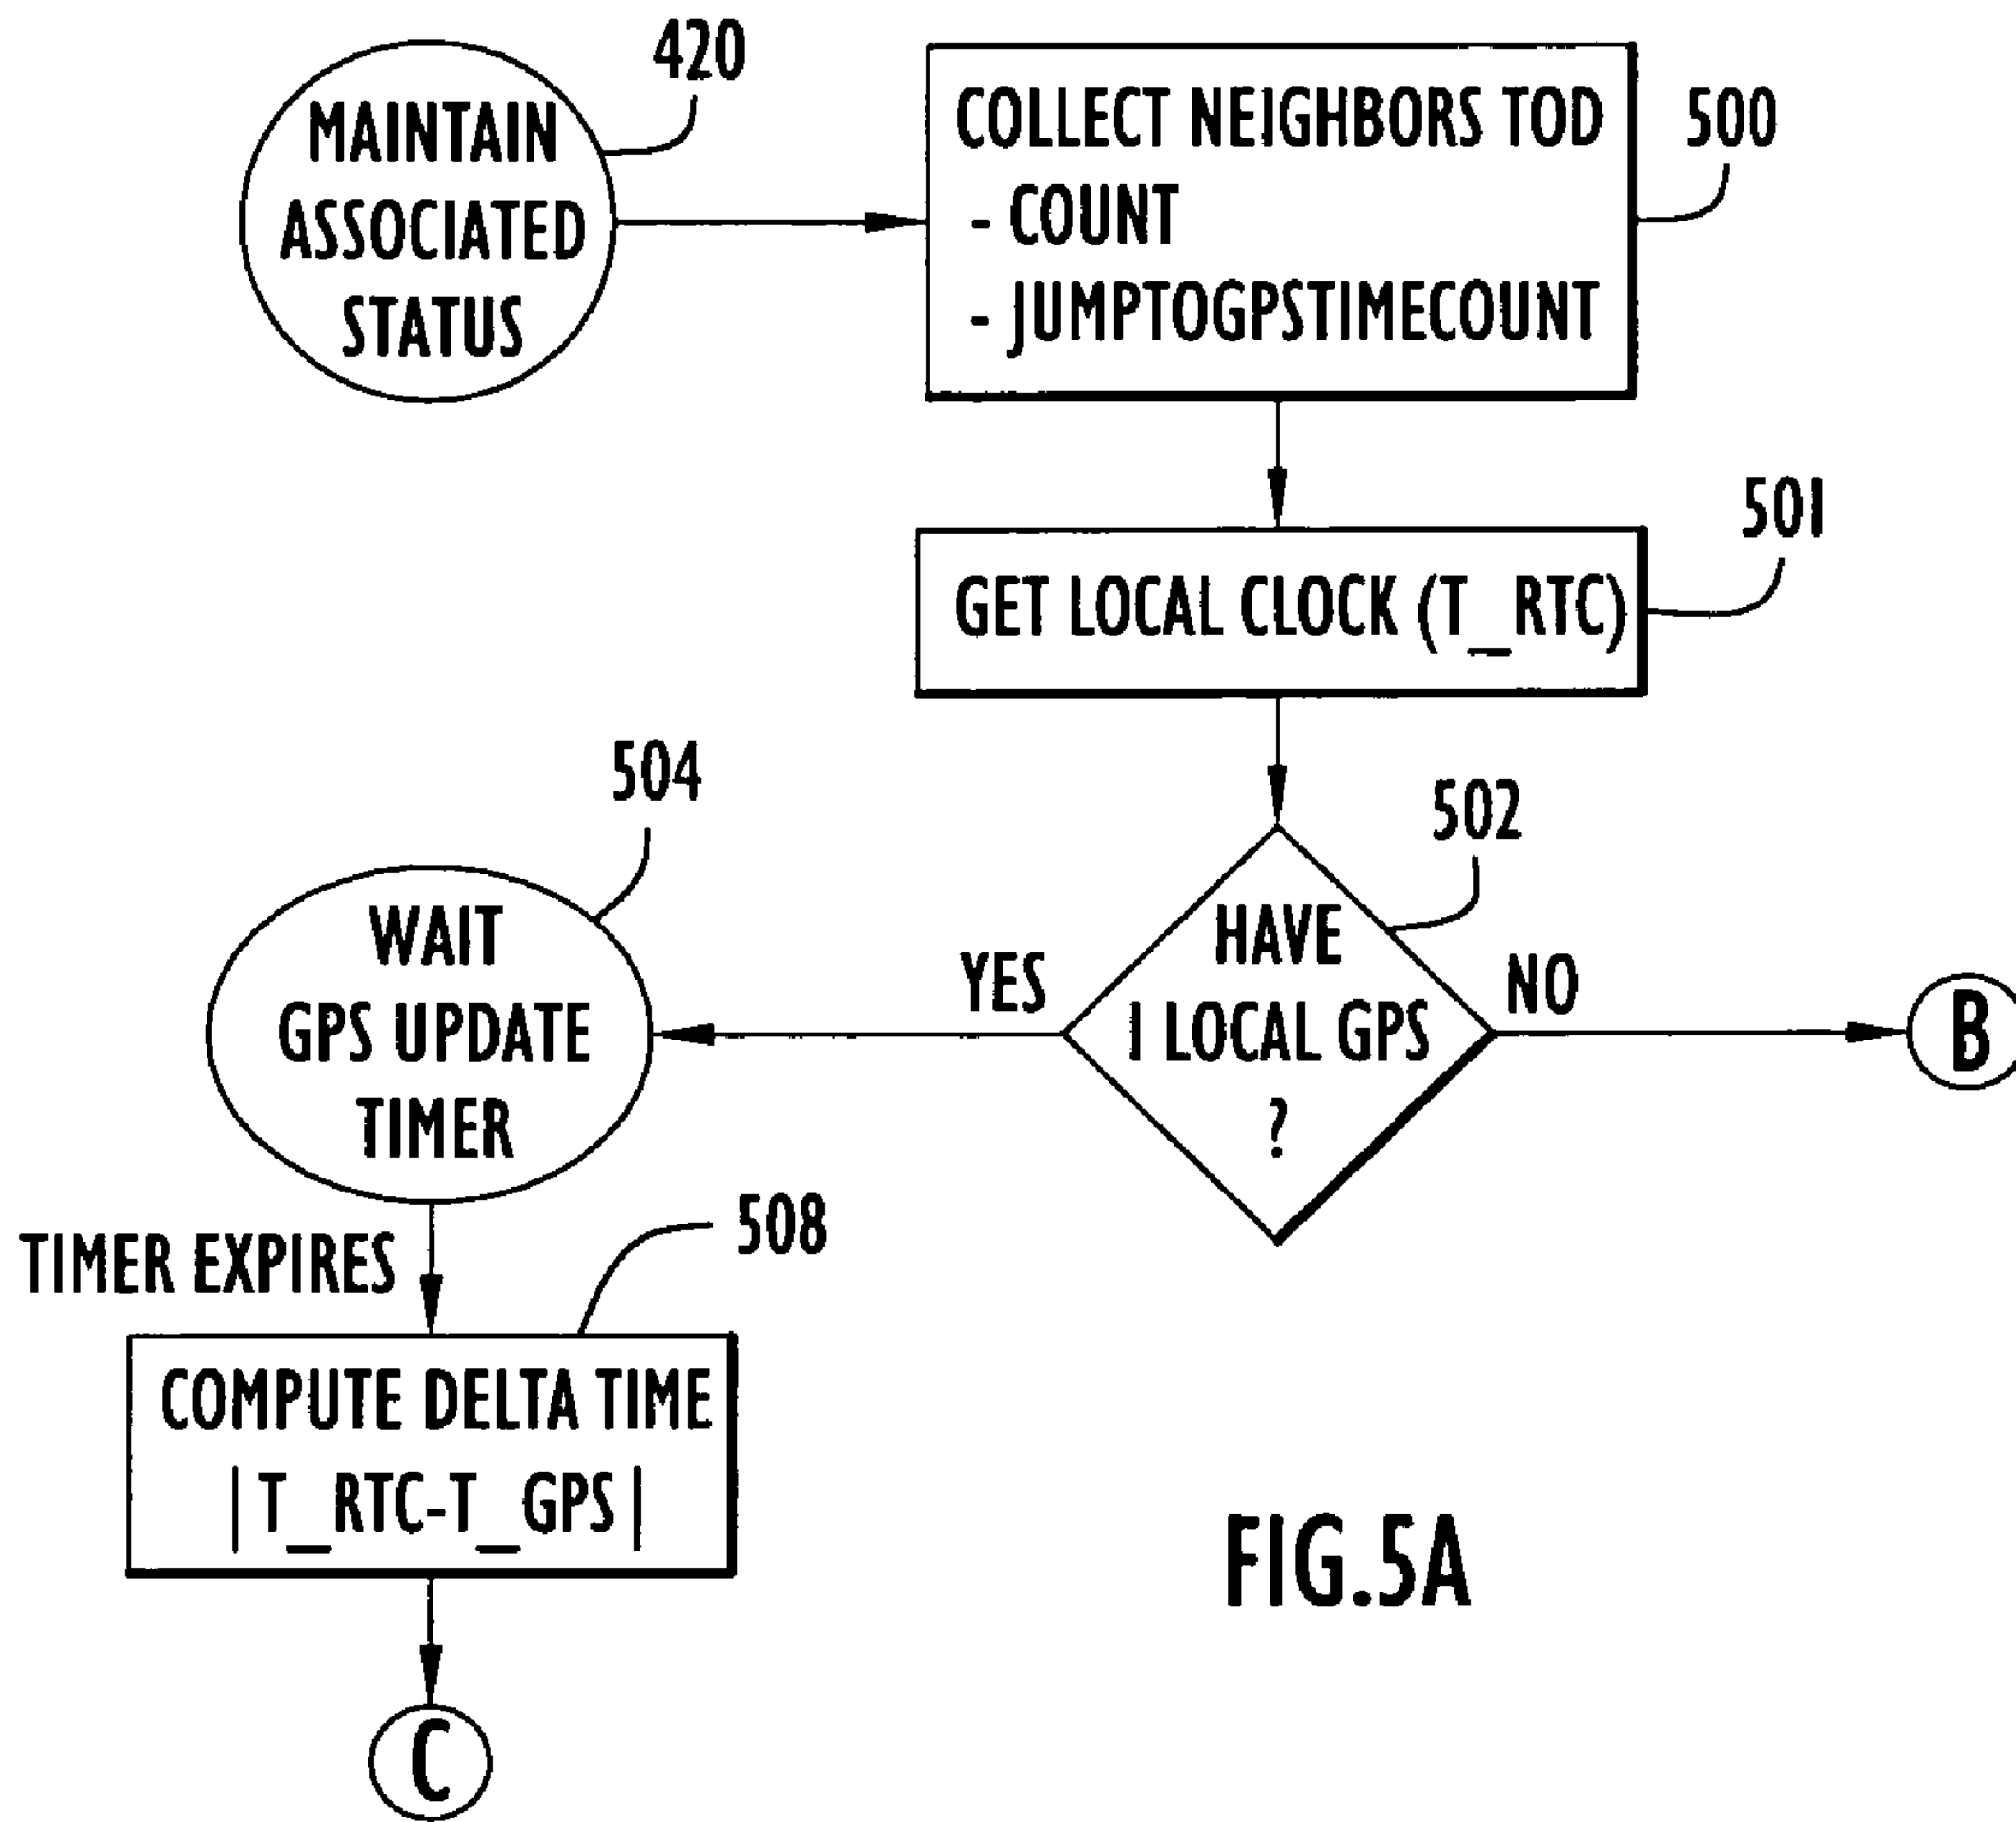 420
MAINTAIN
ASSOCIATED
STATUS
COLLECT NEIGHBORS TOD
- COUNT
- JUMPTOGPSTIMECOUNT
500
GET LOCAL CLOCK (T_RTC)
501
502
HAVE
I LOCAL GPS
?
YES
NO
B
504
WAIT
GPS UPDATE
TIMER
TIMER EXPIRES
508
COMPUTE DELTA TIME
|T_RTC-T_GPS|
C
FIG.5A